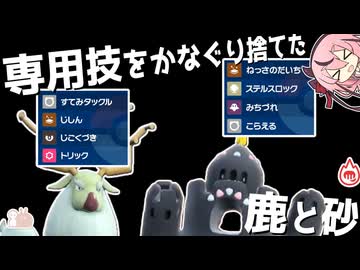 専用技をかなぐり捨てた
すてみタックル
じしん
じごくづき
トリック
ねっさのだいち
ステルスロック
みちづれ
こらえる
鹿と砂